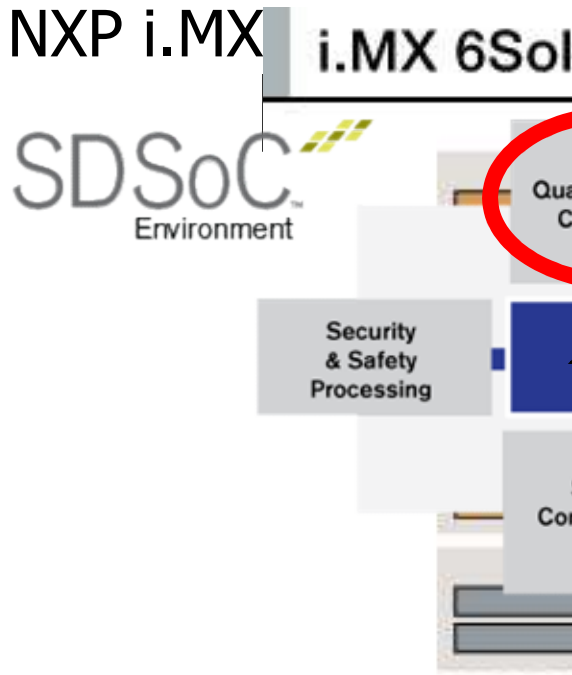 NXP i.MX
i.MX 6Sol
SDSoC
Environment
Security
& Safety
Processing